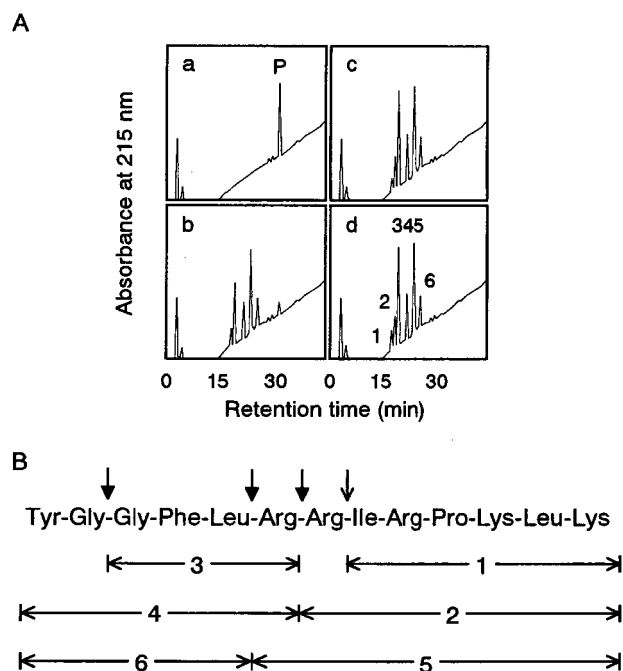 A
a
P
c
b
d
345
2
6
1
Absorbance at 215 nm
0 15 30 0 15 30
Retention time (min)
B
Tyr-Gly-Gly-Phe-Leu-Arg-Arg-Ile-Arg-Pro-Lys-Leu-Lys
3 1
4 2
6 5